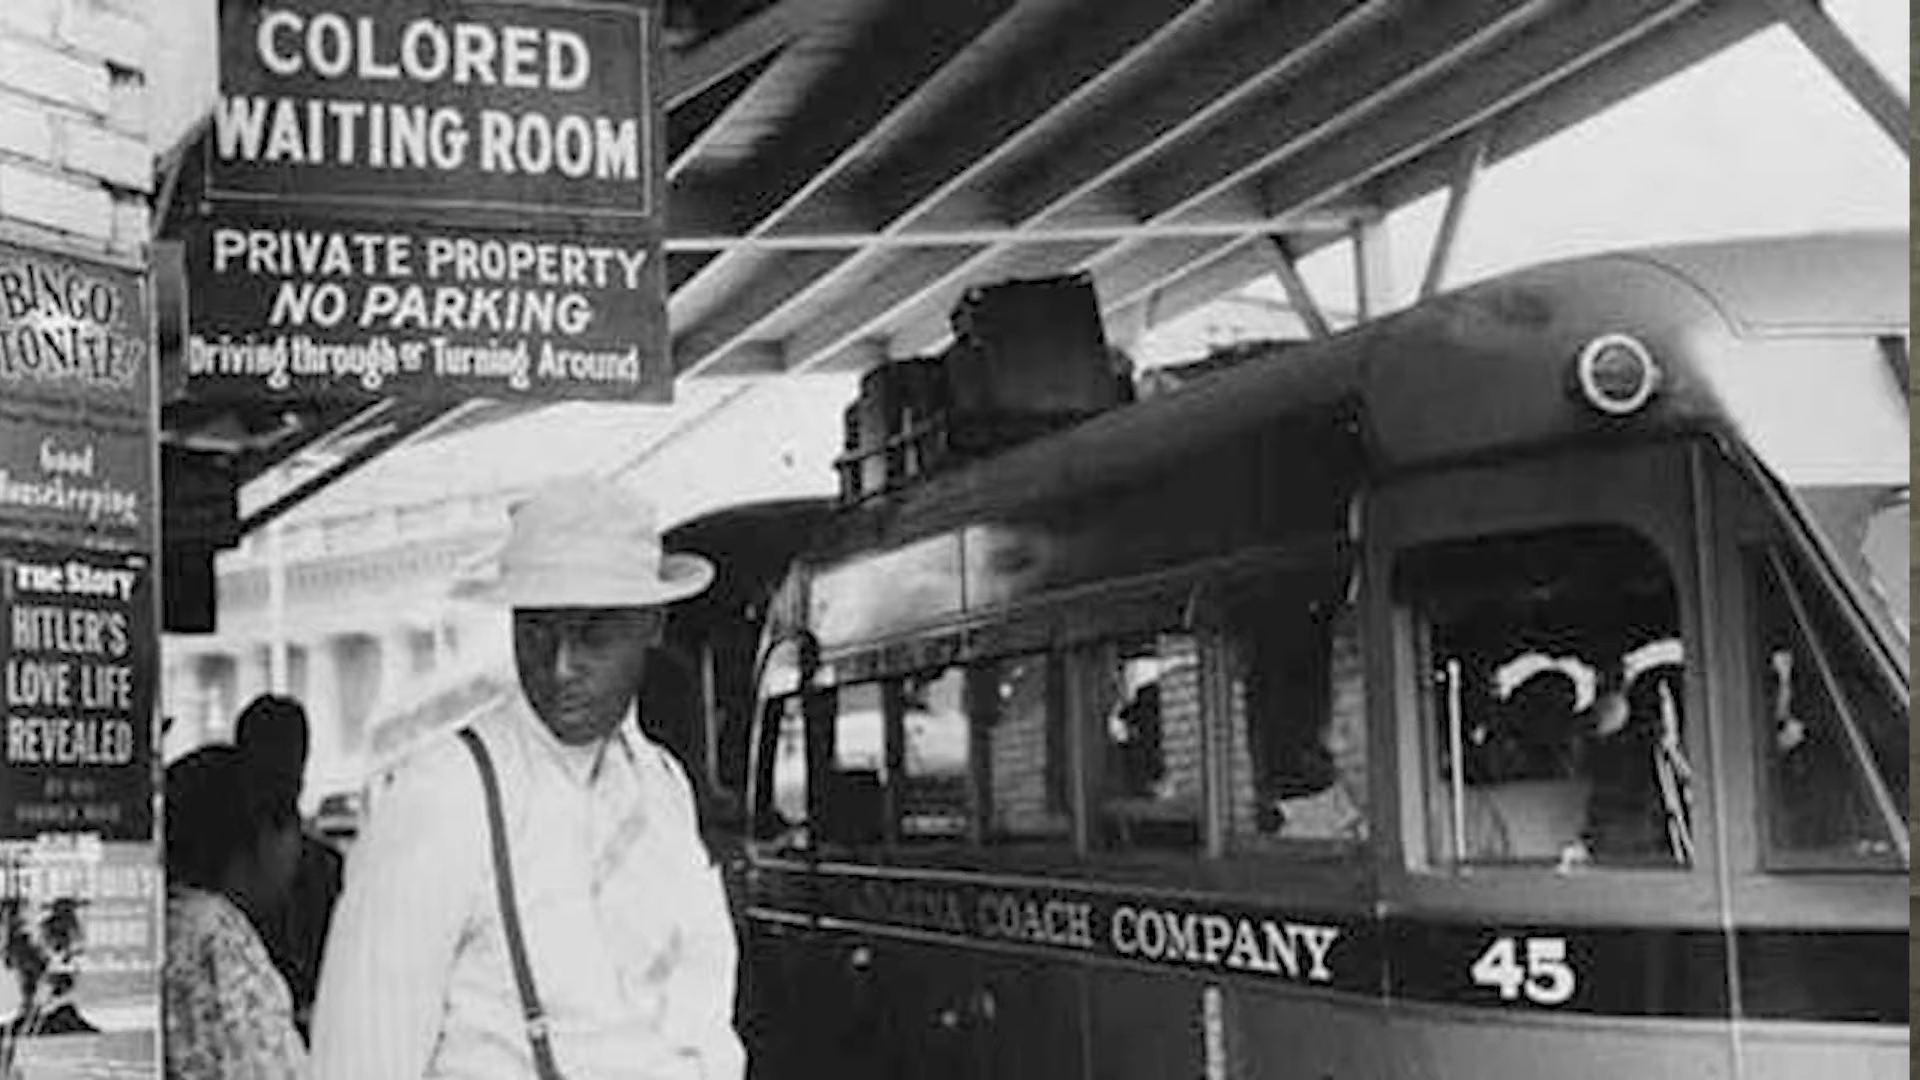 COLORED
WAITING ROOM
PRIVATE PROPERTY
NO PARKING
Driving through or Turning Around
BINGO
TONITE!
Good
Housekeeping
rue Story
HITLER'S
LOVE LIFE
REVEALED
COACH COMPANY
45